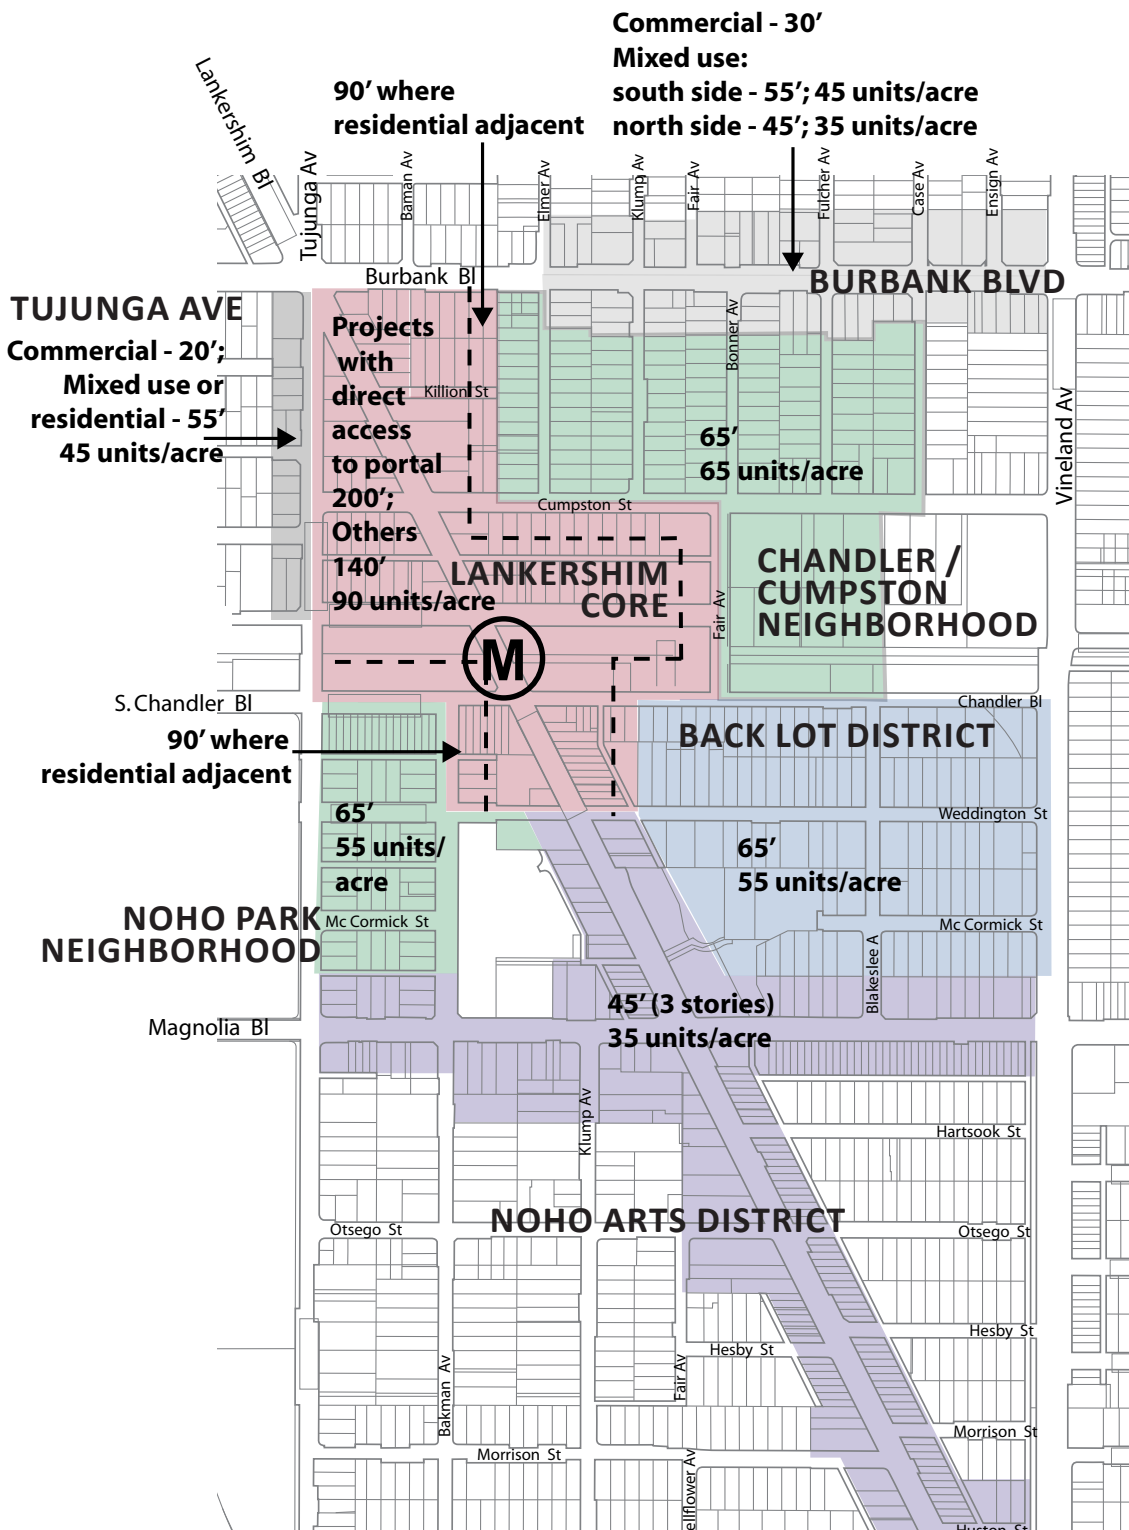 Commercial - 30′
Mixed use:
south side - 55′; 45 units/acre
north side - 45′; 35 units/acre
90′ where
residential adjacent
Lankershim Bl
Tujunga Av
Baman Av
Elmer Av
Klump Av
Fair Av
Fulcher Av
Case Av
Ensign Av
Burbank Bl
BURBANK BLVD
TUJUNGA AVE
Commercial - 20′;
Mixed use or
residential - 55′
45 units/acre
Projects
with
direct
access
to portal
200′;
Others
140′
90 units/acre
Killion St
Bonner Av
65′
65 units/acre
Vineland Av
Cumpston St
LANKERSHIM
CORE
Fair Av
CHANDLER /
CUMPSTON
NEIGHBORHOOD
M
S. Chandler Bl
Chandler Bl
90′ where
residential adjacent
BACK LOT DISTRICT
65′
55 units/
acre
Weddington St
65′
55 units/acre
NOHO PARK
NEIGHBORHOOD
Mc Cormick St
Mc Cormick St
Blakeslee A
45′ (3 stories)
35 units/acre
Magnolia Bl
Klump Av
Hartsook St
NOHO ARTS DISTRICT
Otsego St
Otsego St
Hesby St
Hesby St
Bakman Av
Fair Av
Morrison St
Morrison St
ellflower Av
Huston St